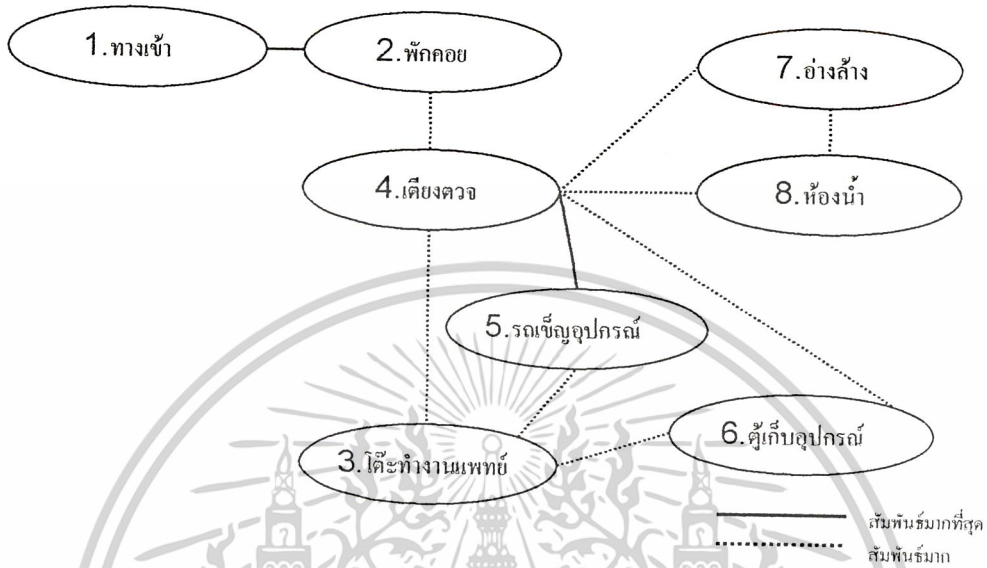 1.ทางเข้า
2.พักคอย
7.อ่างล้าง
4.เตียงตวจ
8.ห้องน้ำ
5.รถเข็ญอุปกรณ์
6.ตู้เก็บอุปกรณ์
3.โต๊ะทำงานแพทย์
สัมพันธ์มากที่สุด
สัมพันธ์มาก